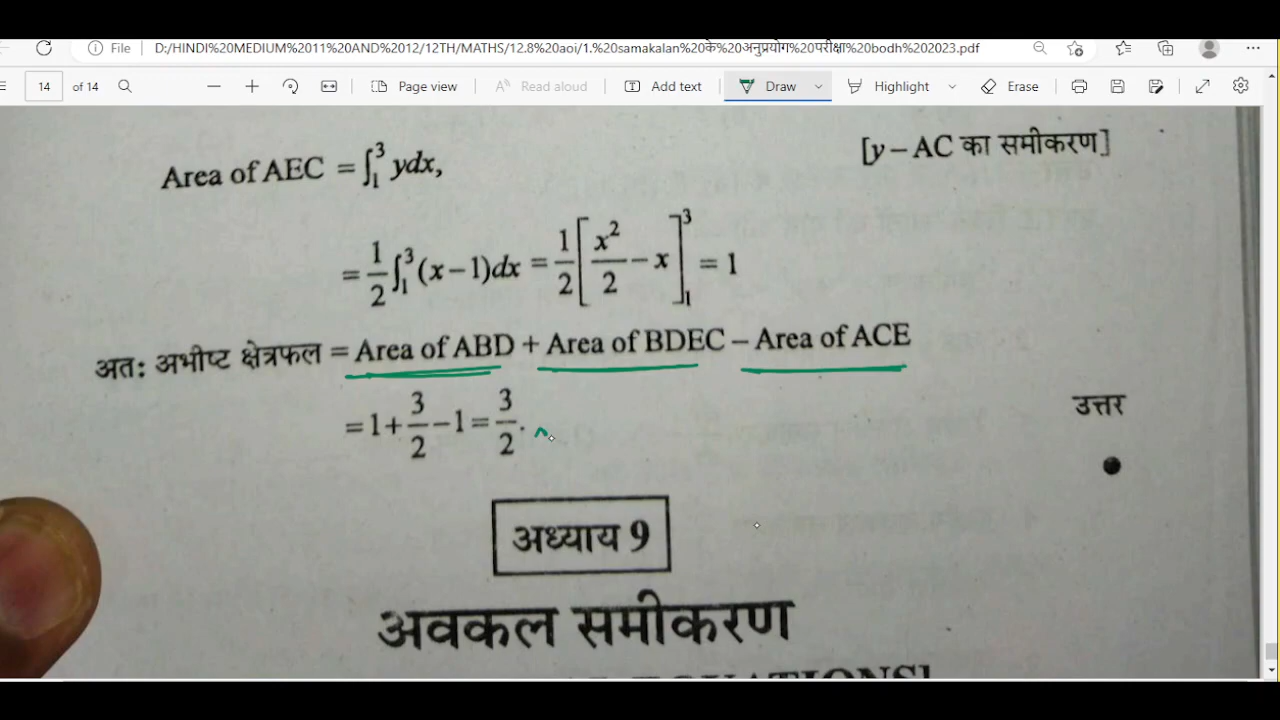 File D:/HINDI%20MEDIUM%2011%20AND%2012/12TH/MATHS/12.8%20aoi/1.%20samakalan%20के%20अनुप्रयोग%20परीक्षा%20bodh%202023.pdf
14 of 14 Page view Read aloud Add text Draw Highlight Erase
Area of AEC = ∫₁³ ydx, [y – AC का समीकरण]
= 1/2 ∫₁³ (x–1)dx = 1/2 [x²/2 – x]₁³ = 1
अतः अभीष्ट क्षेत्रफल = Area of ABD + Area of BDEC – Area of ACE
= 1 + 3/2 – 1 = 3/2. उत्तर
अध्याय 9
अवकल समीकरण